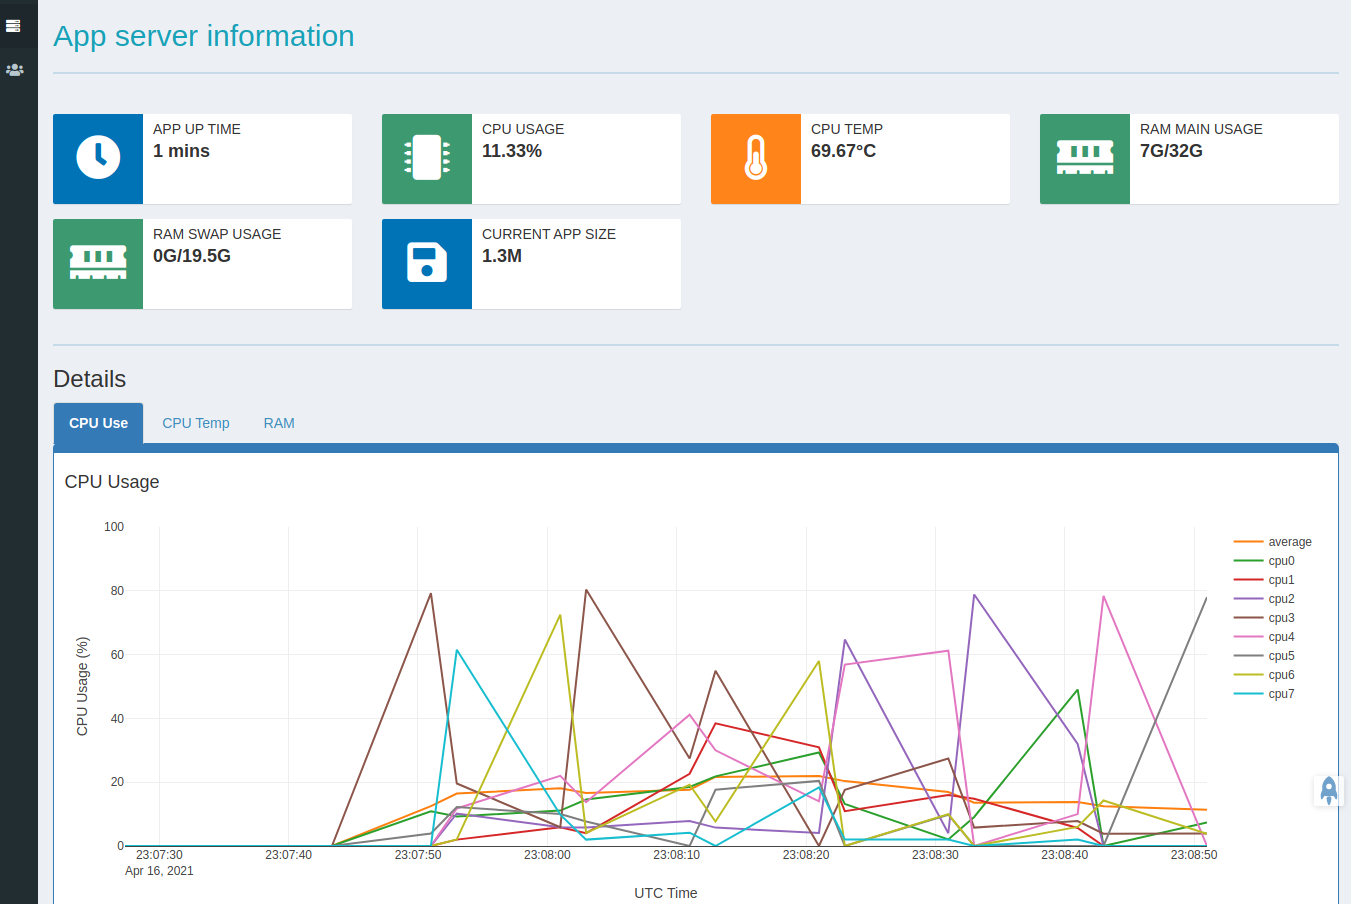 App server information
APP UP TIME
1 mins
CPU USAGE
11.33%
CPU TEMP
69.67°C
RAM MAIN USAGE
7G/32G
RAM SWAP USAGE
0G/19.5G
CURRENT APP SIZE
1.3M
Details
CPU Use
CPU Temp
RAM
CPU Usage
100
80
60
40
20
0
CPU Usage (%)
23:07:30
23:07:40
23:07:50
23:08:00
23:08:10
23:08:20
23:08:30
23:08:40
23:08:50
Apr 16, 2021
UTC Time
average
cpu0
cpu1
cpu2
cpu3
cpu4
cpu5
cpu6
cpu7